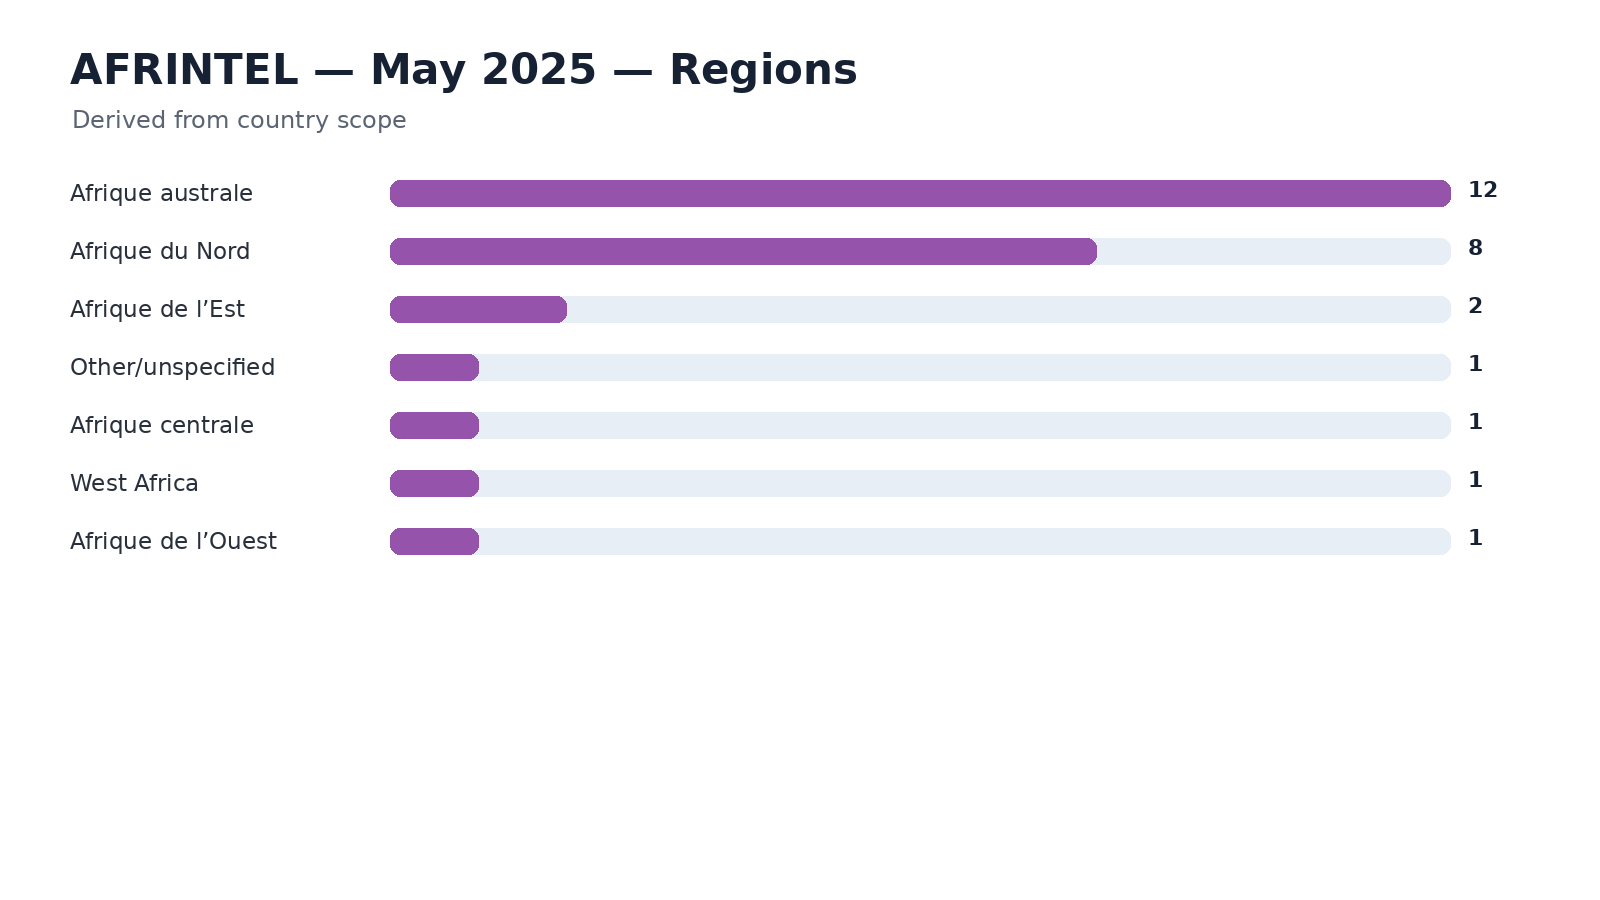 AFRINTEL — May 2025 — Regions
Derived from country scope
Afrique australe 12
Afrique du Nord 8
Afrique de l’Est 2
Other/unspecified 1
Afrique centrale 1
West Africa 1
Afrique de l’Ouest 1